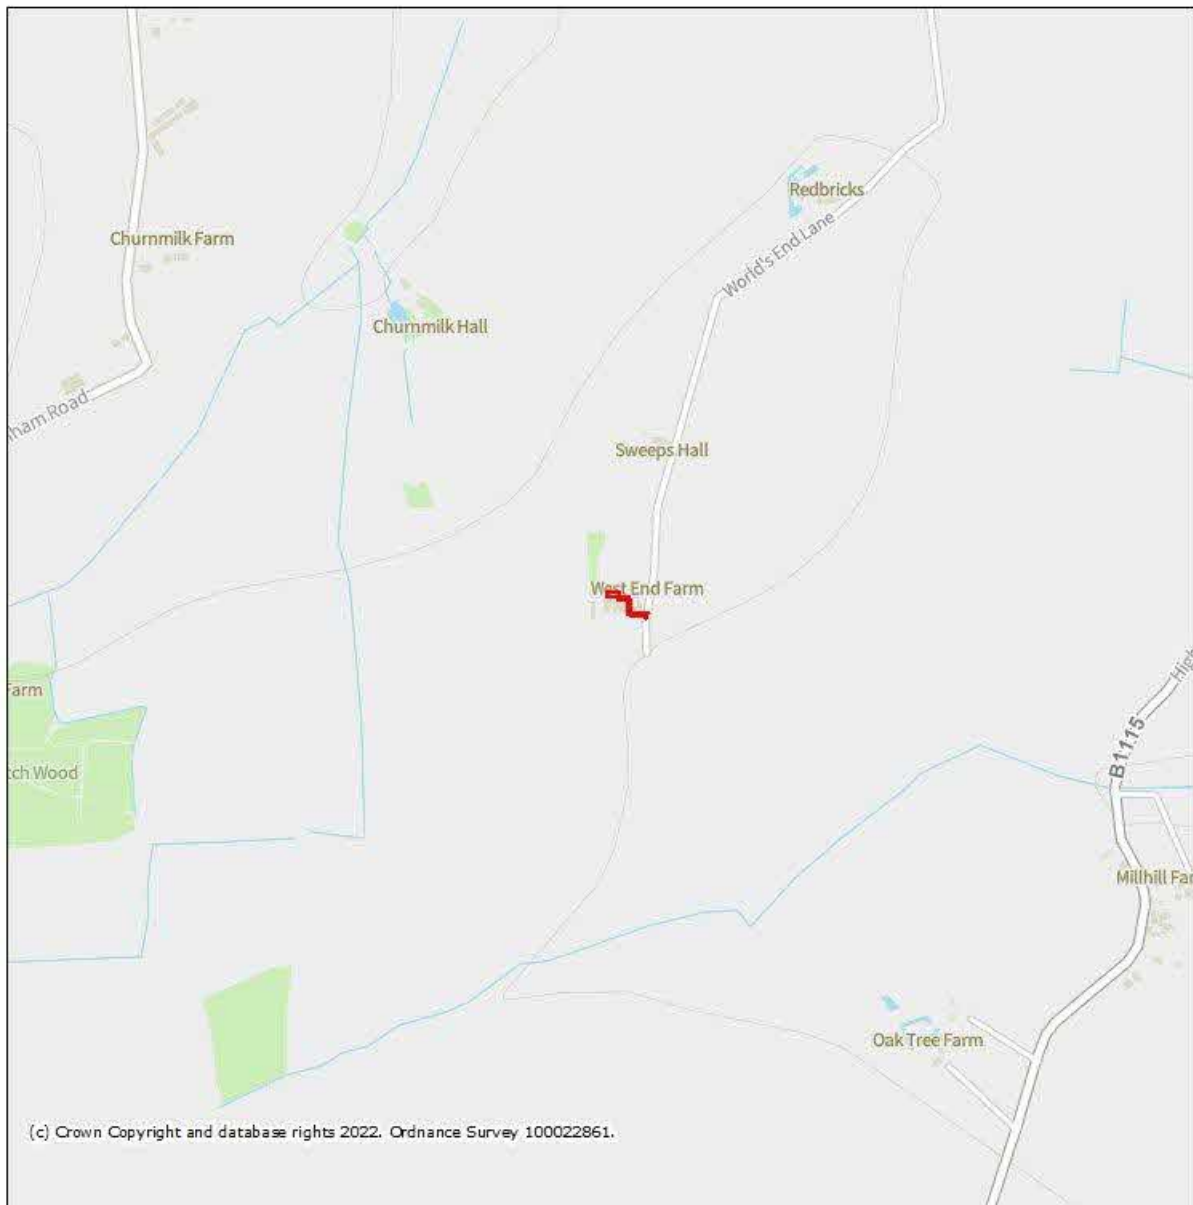 Redbricks
World's End Lane
Churnmilk Farm
Churnmilk Hall
ham Road
Sweeps Hall
West End Farm
High
Farm
B1115
tch Wood
Millhill Far
Oak Tree Farm
(c) Crown Copyright and database rights 2022. Ordnance Survey 100022861.